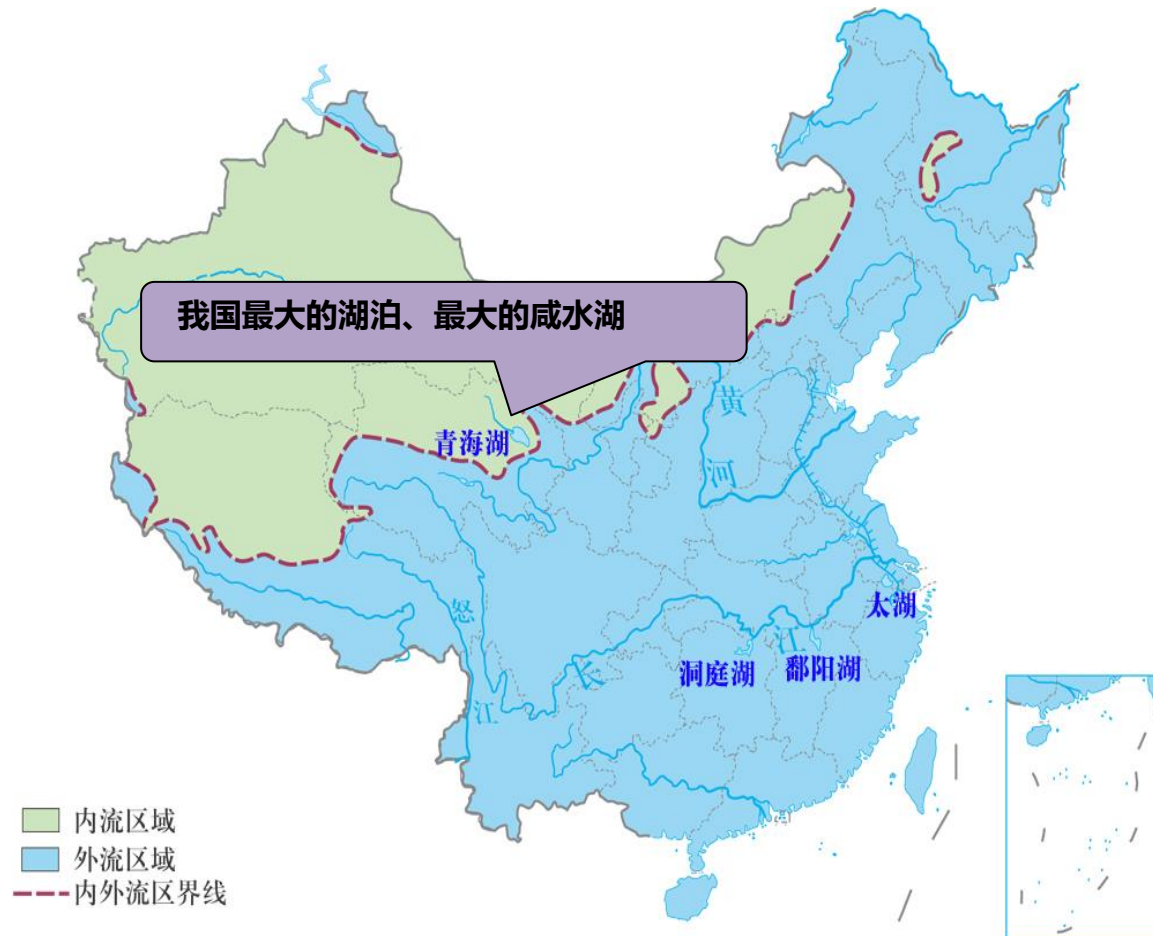 我国最大的湖泊、最大的咸水湖
青海湖
黄
河
太湖
怒
江
长
江
洞庭湖
鄱阳湖
内流区域
外流区域
内外流区界线